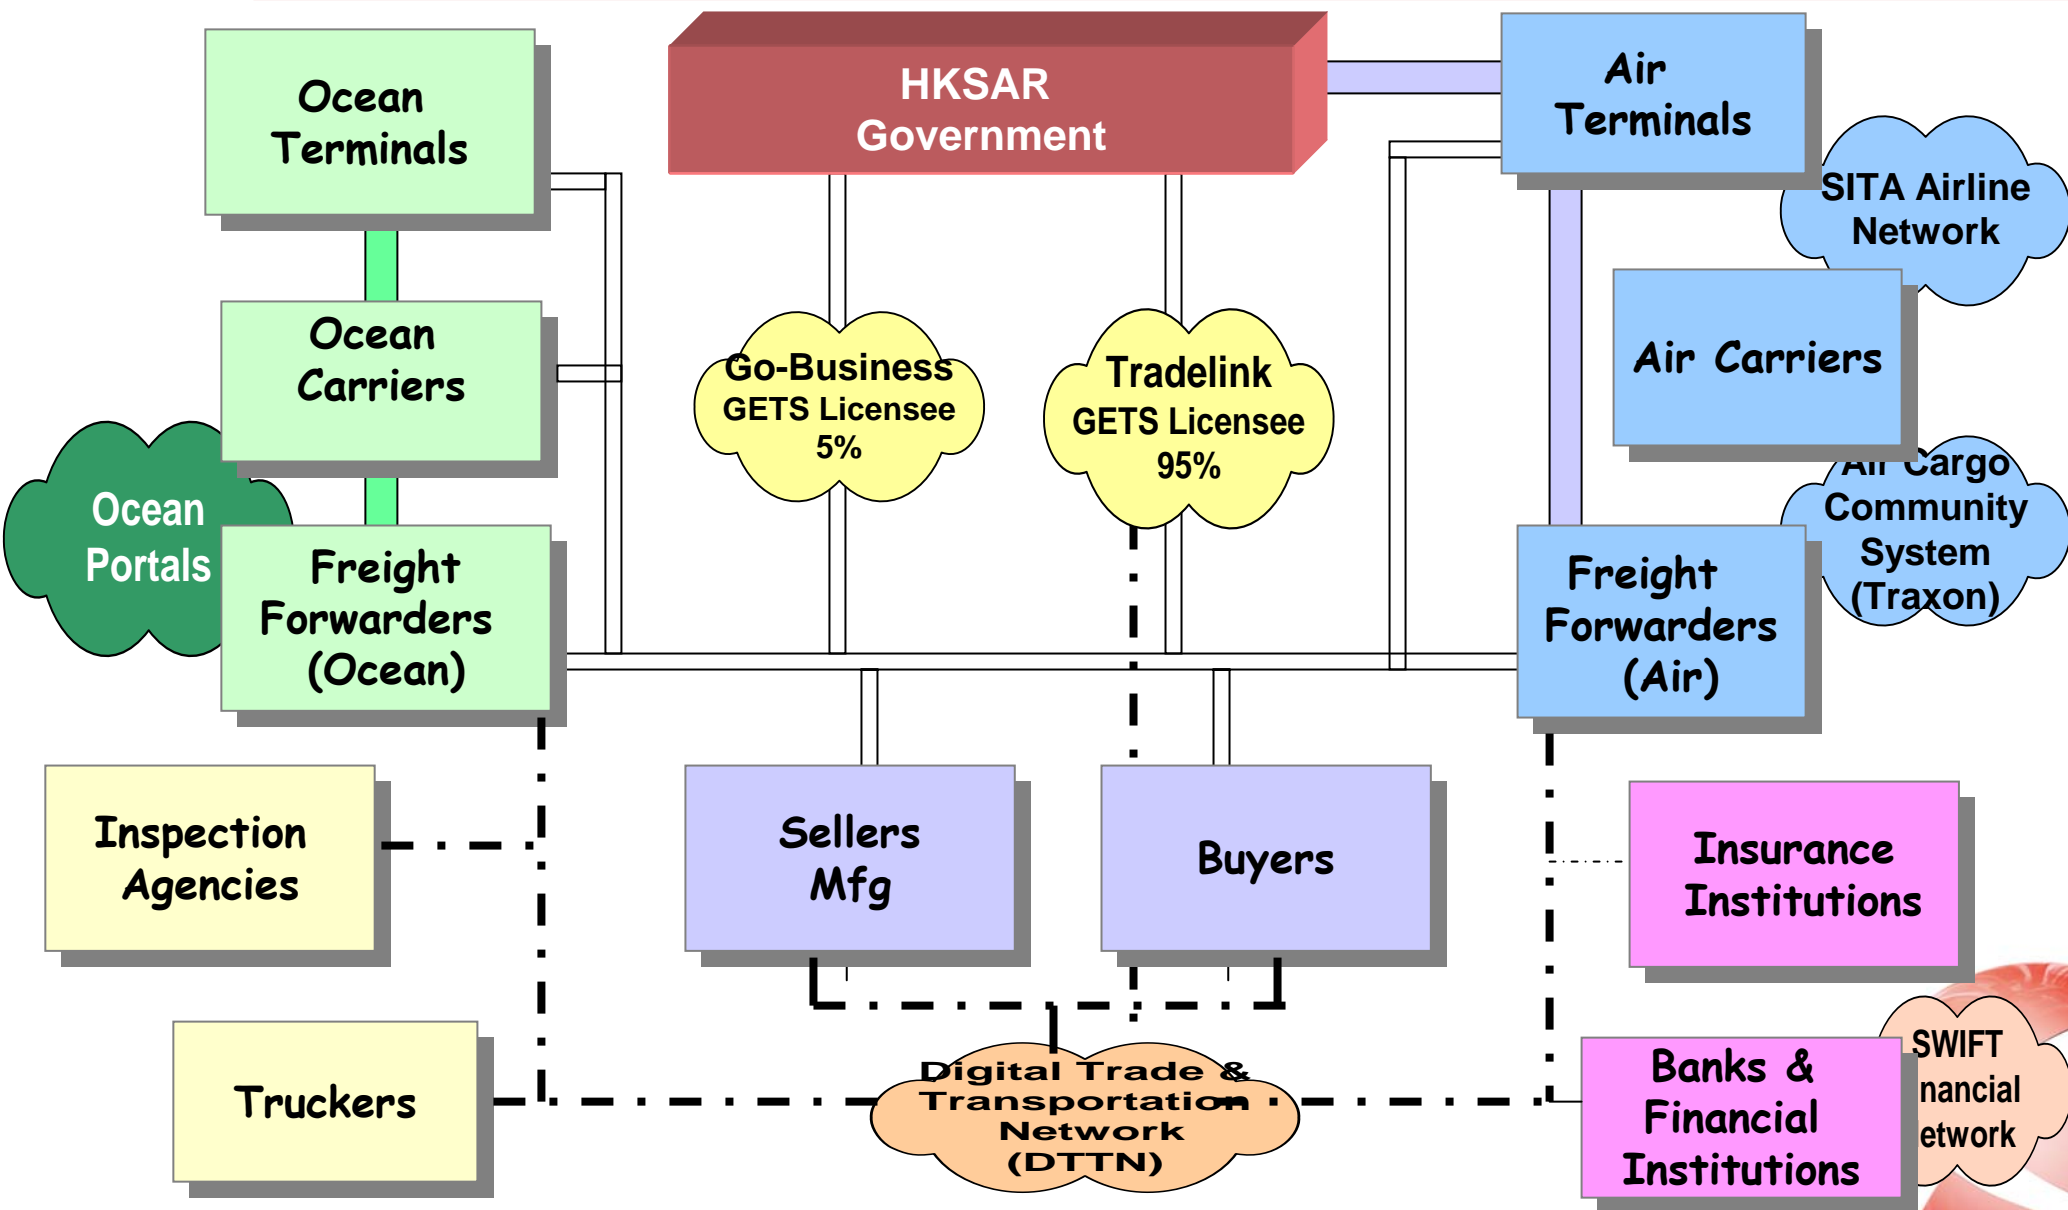 Ocean
Terminals
HKSAR
Government
Air
Terminals
SITA Airline
Network
Ocean
Carriers
Go-Business
GETS Licensee
5%
Tradelink
GETS Licensee
95%
Air Carriers
Ocean
Portals
Air Cargo
Community
System
(Traxon)
Freight
Forwarders
(Ocean)
Freight
Forwarders
(Air)
Inspection
Agencies
Sellers
Mfg
Buyers
Insurance
Institutions
Truckers
Digital Trade &
Transportation
Network
(DTTN)
Banks &
Financial
Institutions
SWIFT
nancial
etwork